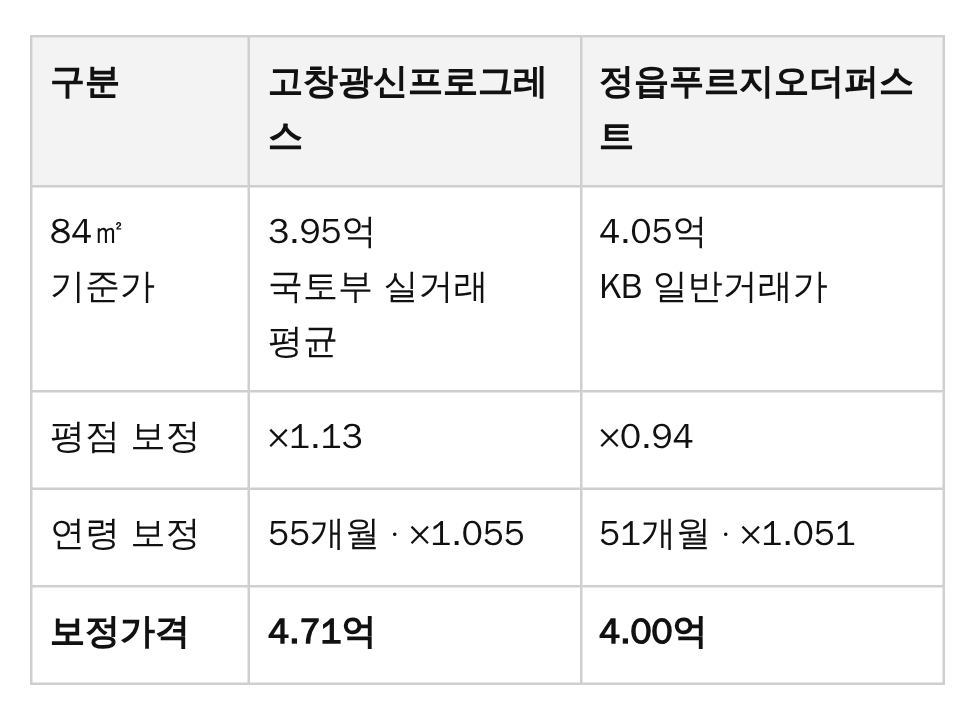 구분
고창광신프로그레
스
정읍푸르지오더퍼스
트
84㎡
기준가
3.95억
국토부 실거래
평균
4.05억
KB 일반거래가
평점 보정
×1.13
×0.94
연령 보정
55개월 · ×1.055
51개월 · ×1.051
보정가격
4.71억
4.00억